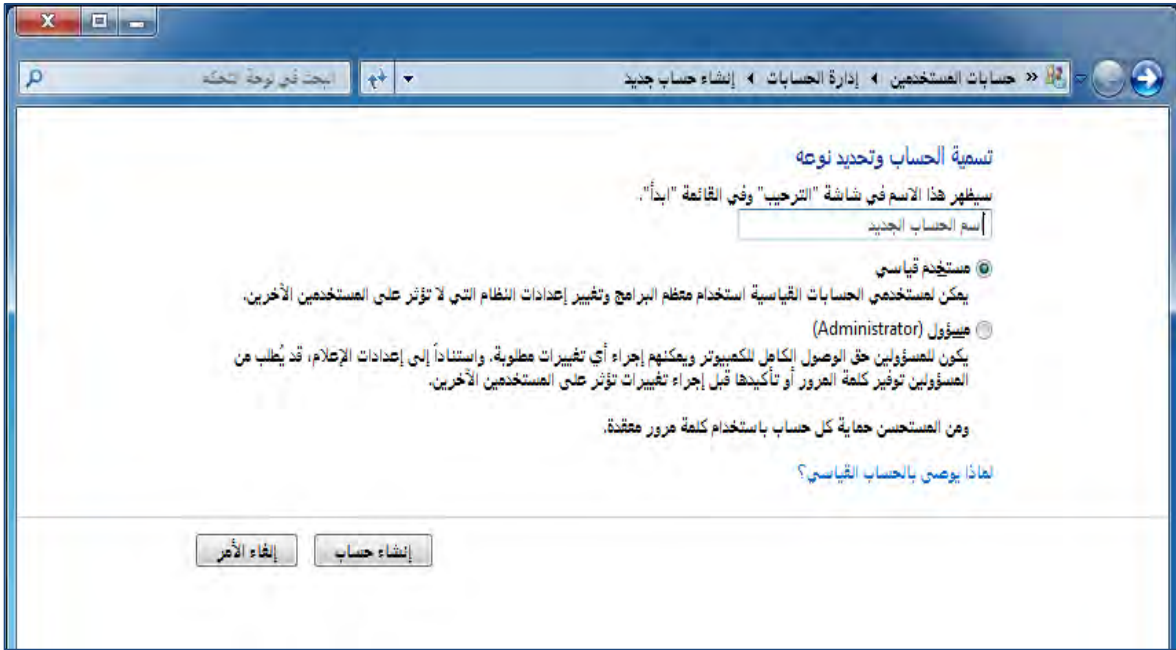 « حسابات المستخدمين ◂ إدارة الحسابات ◂ إنشاء حساب جديد
البحث في لوحة التحكم
تسمية الحساب وتحديد نوعه
سيظهر هذا الاسم في شاشة "الترحيب" وفي القائمة "ابدأ".
اسم الحساب الجديد
مستخدم قياسي
يمكن لمستخدمي الحسابات القياسية استخدام معظم البرامج وتغيير إعدادات النظام التي لا تؤثر على المستخدمين الآخرين.
مسؤول (Administrator)
يكون للمسؤولين حق الوصول الكامل للكمبيوتر ويمكنهم إجراء أي تغييرات مطلوبة. واستناداً إلى إعدادات الإعلام، قد يُطلب من
المسؤولين توفير كلمة المرور أو تأكيدها قبل إجراء تغييرات تؤثر على المستخدمين الآخرين.
ومن المستحسن حماية كل حساب باستخدام كلمة مرور معقدة.
لماذا يوصى بالحساب القياسي؟
إنشاء حساب
إلغاء الأمر